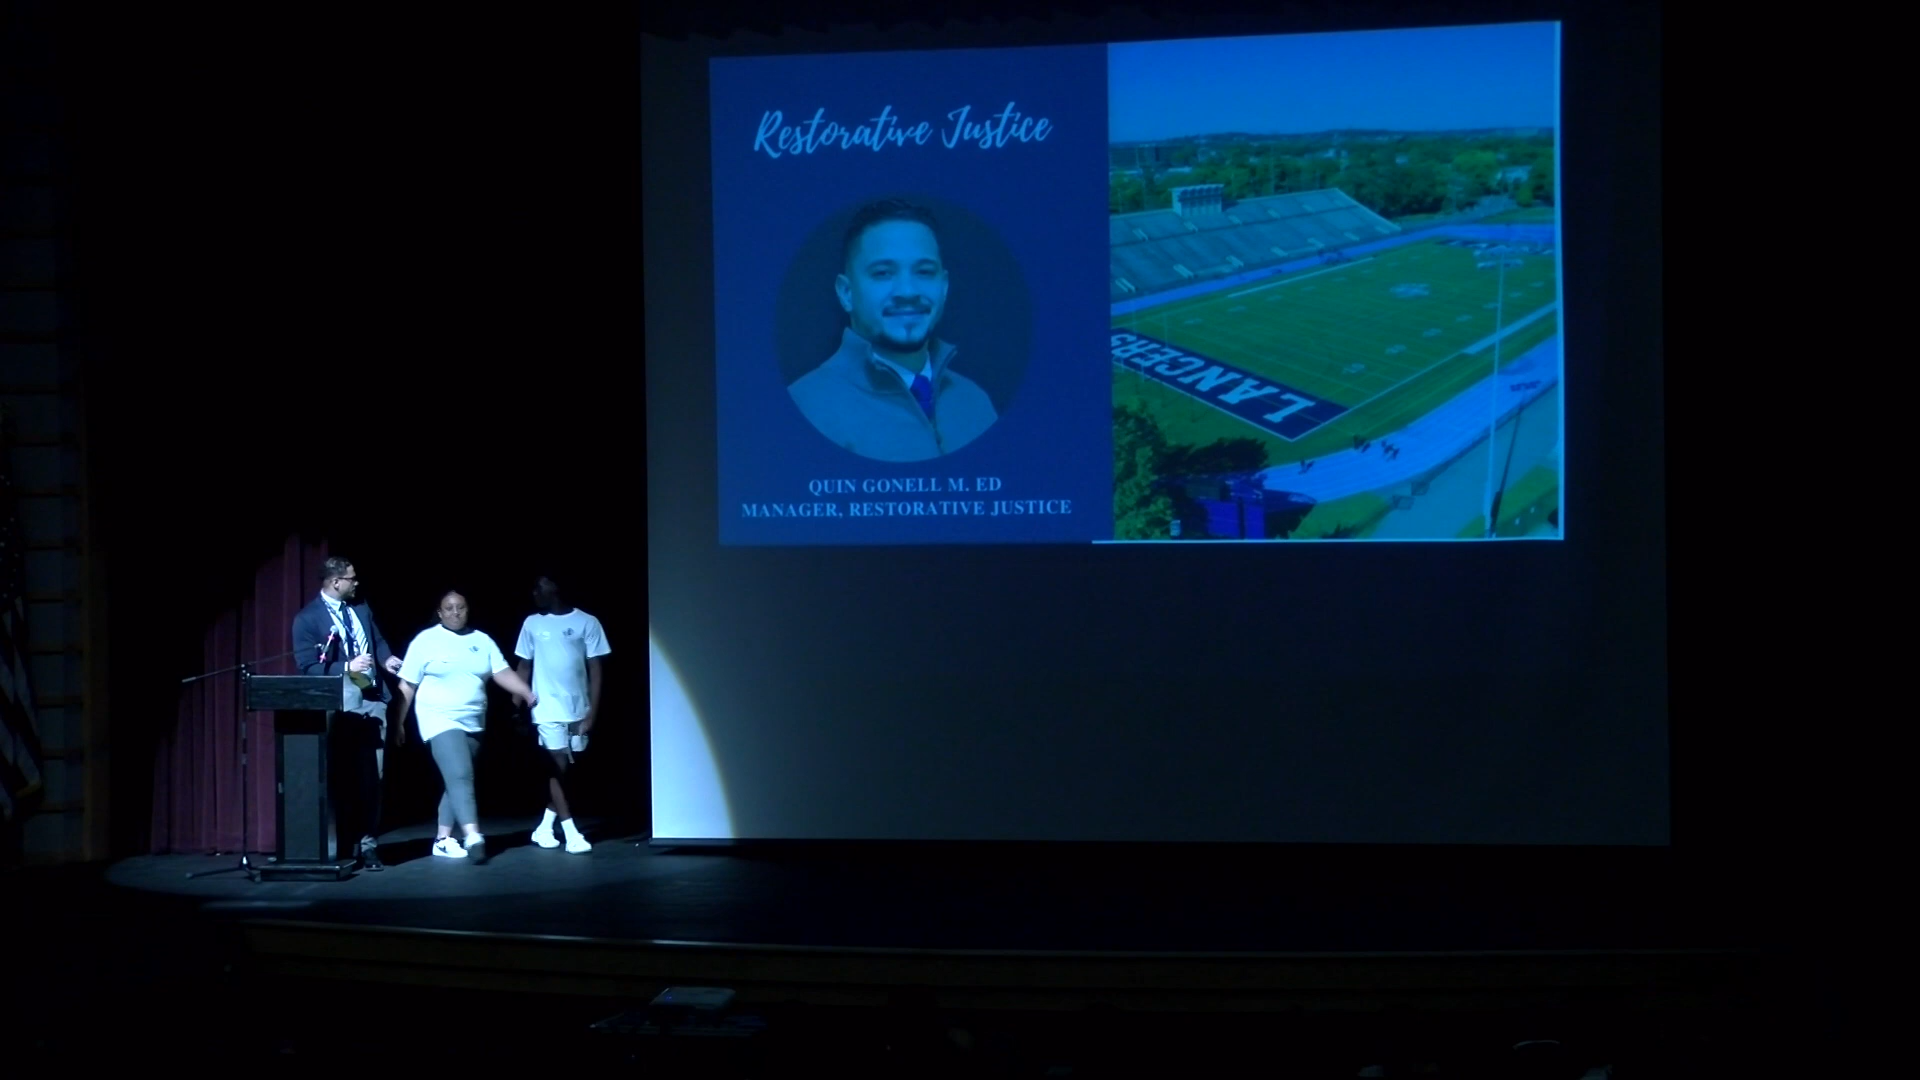 Restorative Justice
QUIN GONELL M. ED
MANAGER, RESTORATIVE JUSTICE
LANCERS